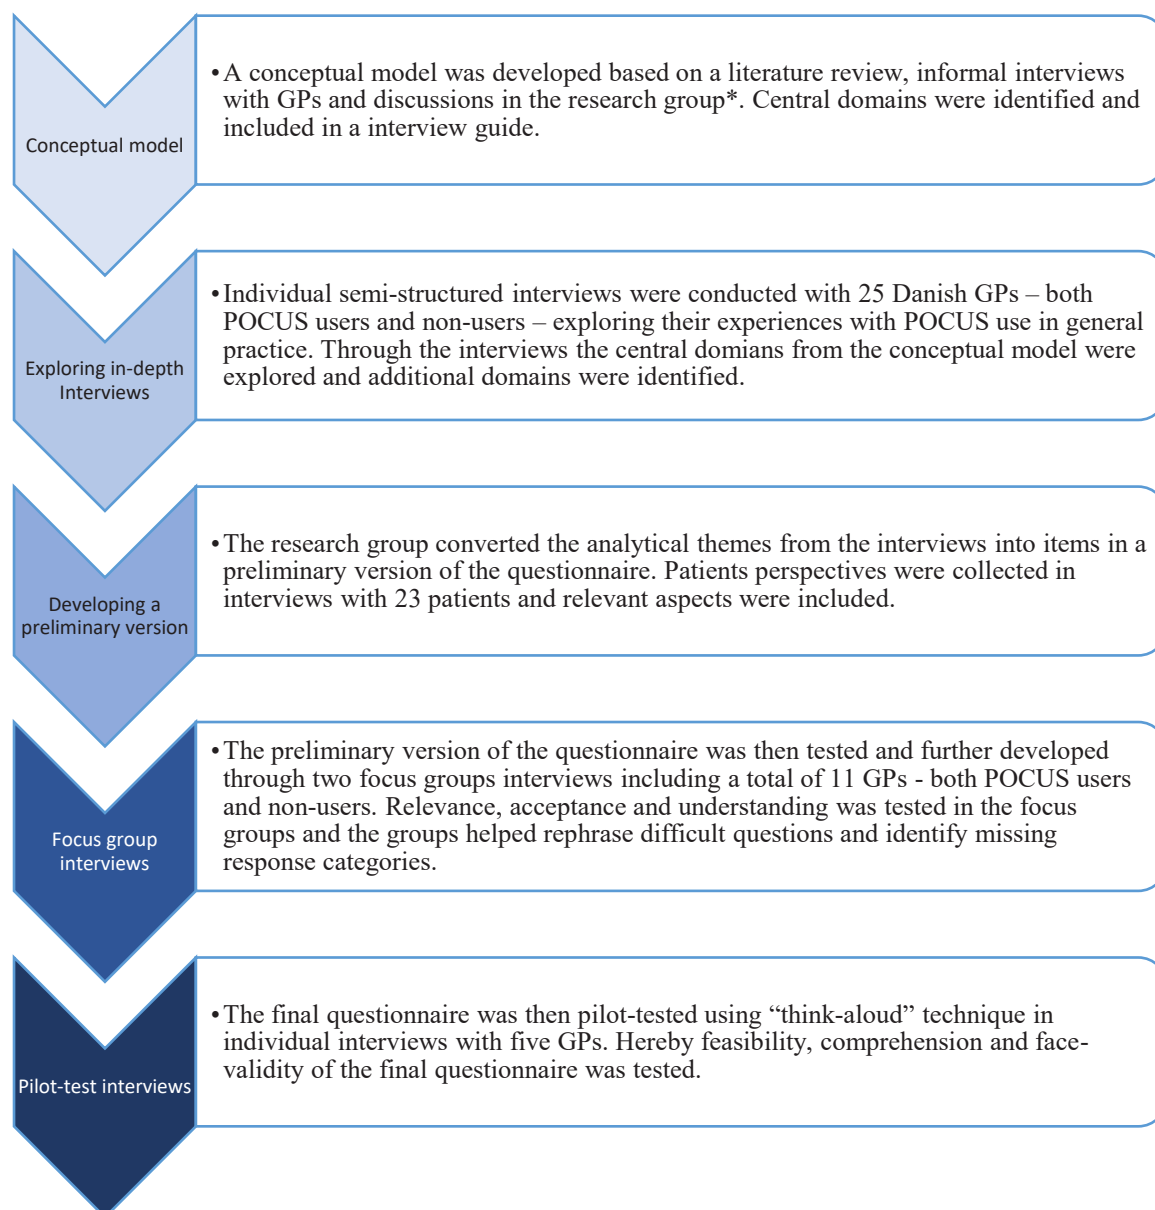 Conceptual model
•A conceptual model was developed based on a literature review, informal interviews
with GPs and discussions in the research group*. Central domains were identified and
included in a interview guide.
Exploring in-depth
Interviews
•Individual semi-structured interviews were conducted with 25 Danish GPs – both
POCUS users and non-users – exploring their experiences with POCUS use in general
practice. Through the interviews the central domians from the conceptual model were
explored and additional domains were identified.
Developing a
preliminary version
•The research group converted the analytical themes from the interviews into items in a
preliminary version of the questionnaire. Patients perspectives were collected in
interviews with 23 patients and relevant aspects were included.
Focus group
interviews
•The preliminary version of the questionnaire was then tested and further developed
through two focus groups interviews including a total of 11 GPs - both POCUS users
and non-users. Relevance, acceptance and understanding was tested in the focus
groups and the groups helped rephrase difficult questions and identify missing
response categories.
Pilot-test interviews
•The final questionnaire was then pilot-tested using “think-aloud” technique in
individual interviews with five GPs. Hereby feasibility, comprehension and face-
validity of the final questionnaire was tested.